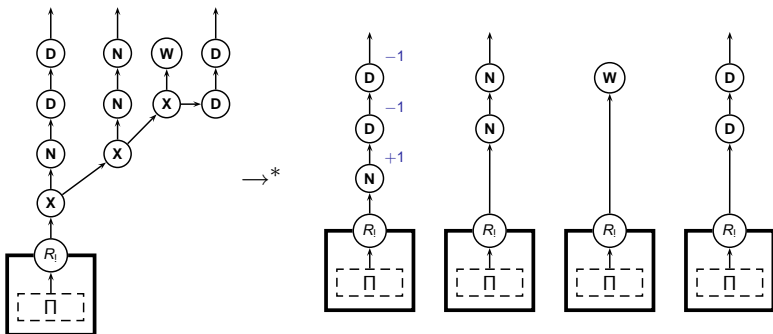 D N W D −1
D N X D D N W D
−1
N X D N D
+1
X →* N
R! R! R! R! R!
Π Π Π Π Π